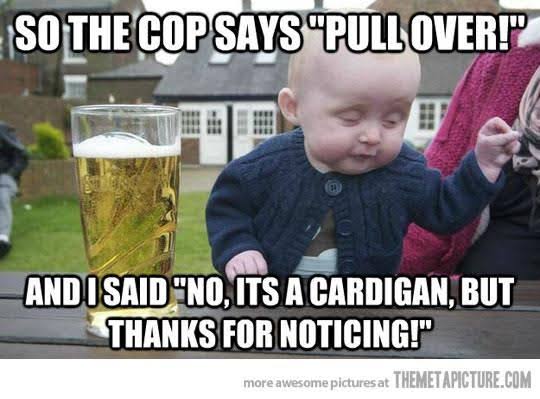 SO THE COP SAYS "PULL OVER!"
AND I SAID "NO, ITS A CARDIGAN, BUT
THANKS FOR NOTICING!"
more awesome pictures at THEMETAPICTURE.COM